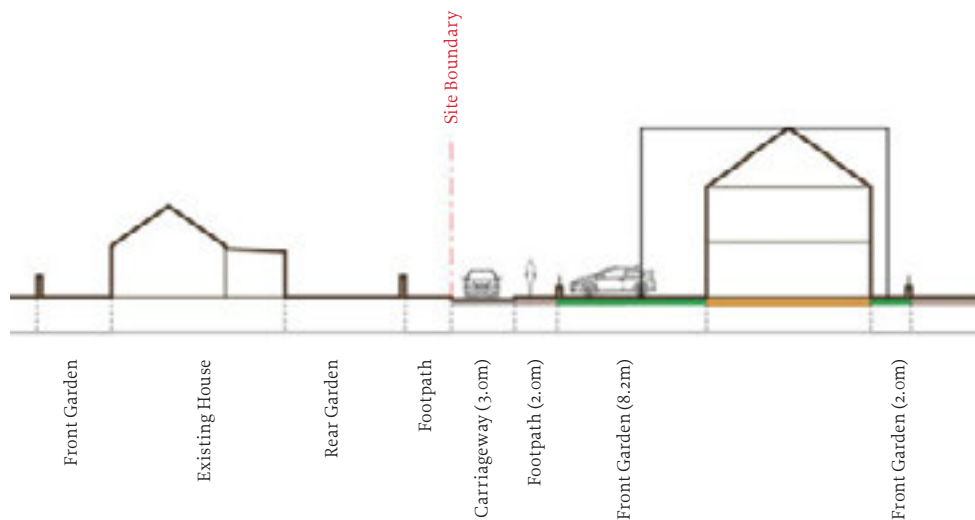 Site Boundary
Front Garden
Existing House
Rear Garden
Footpath
Carriageway (3.0m)
Footpath (2.0m)
Front Garden (8.2m)
Front Garden (2.0m)